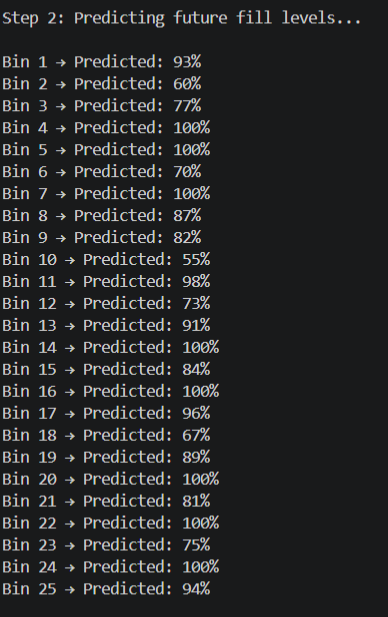 Step 2: Predicting future fill levels...
Bin 1 → Predicted: 93%
Bin 2 → Predicted: 60%
Bin 3 → Predicted: 77%
Bin 4 → Predicted: 100%
Bin 5 → Predicted: 100%
Bin 6 → Predicted: 70%
Bin 7 → Predicted: 100%
Bin 8 → Predicted: 87%
Bin 9 → Predicted: 82%
Bin 10 → Predicted: 55%
Bin 11 → Predicted: 98%
Bin 12 → Predicted: 73%
Bin 13 → Predicted: 91%
Bin 14 → Predicted: 100%
Bin 15 → Predicted: 84%
Bin 16 → Predicted: 100%
Bin 17 → Predicted: 96%
Bin 18 → Predicted: 67%
Bin 19 → Predicted: 89%
Bin 20 → Predicted: 100%
Bin 21 → Predicted: 81%
Bin 22 → Predicted: 100%
Bin 23 → Predicted: 75%
Bin 24 → Predicted: 100%
Bin 25 → Predicted: 94%